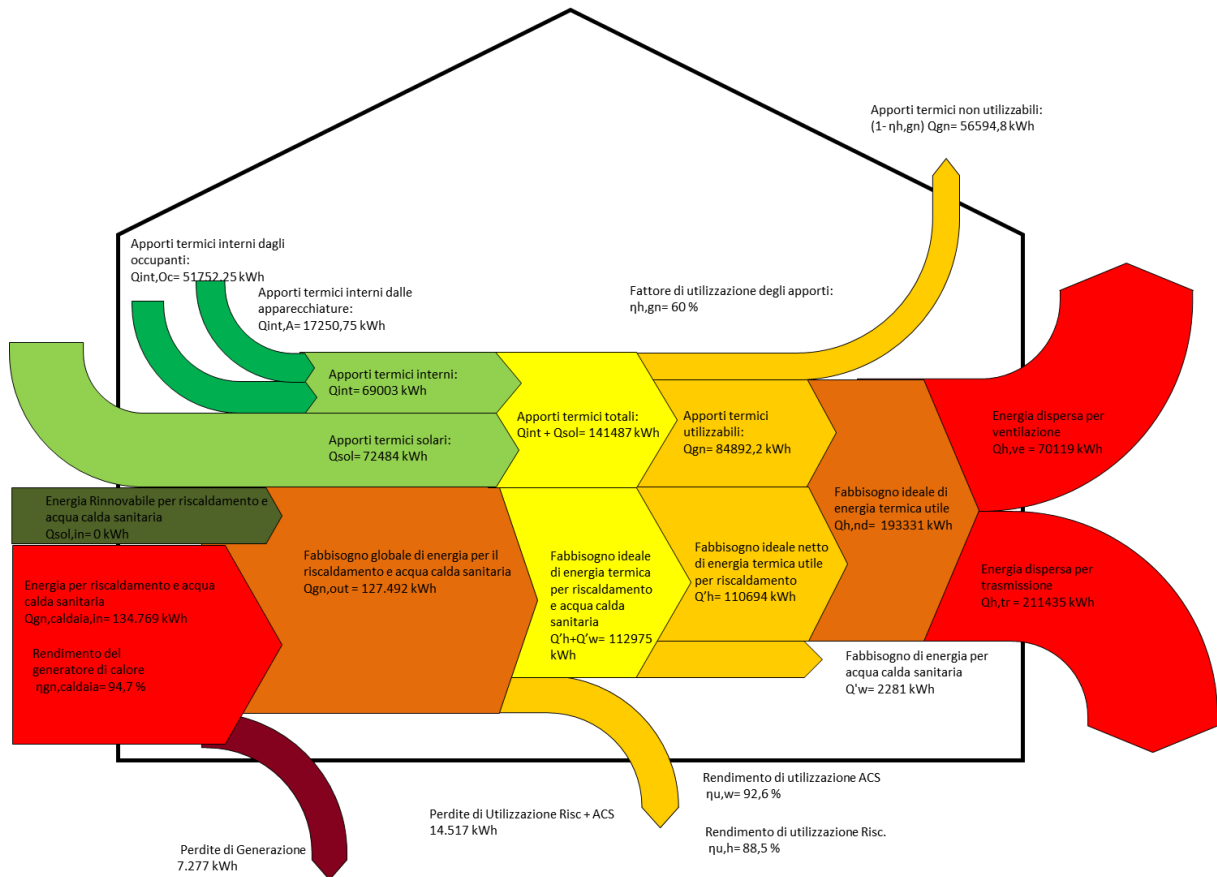 Apporti termici non utilizzabili:
(1- ηh,gn) Qgn= 56594,8 kWh
Apporti termici interni dagli
occupanti:
Qint,Oc= 51752,25 kWh
Apporti termici interni dalle
apparecchiature:
Qint,A= 17250,75 kWh
Fattore di utilizzazione degli apporti:
ηh,gn= 60 %
Apporti termici interni:
Qint= 69003 kWh
Apporti termici solari:
Qsol= 72484 kWh
Apporti termici totali:
Qint + Qsol= 141487 kWh
Apporti termici
utilizzabili:
Qgn= 84892,2 kWh
Energia dispersa per
ventilazione
Qh,ve = 70119 kWh
Energia Rinnovabile per riscaldamento e
acqua calda sanitaria
Qsol,in= 0 kWh
Fabbisogno ideale di
energia termica utile
Qh,nd= 193331 kWh
Fabbisogno globale di energia per il
riscaldamento e acqua calda sanitaria
Qgn,out = 127.492 kWh
Fabbisogno ideale
di energia termica
per riscaldamento
e acqua calda
sanitaria
Q’h+Q’w= 112975
kWh
Fabbisogno ideale netto
di energia termica utile
per riscaldamento
Q’h= 110694 kWh
Energia dispersa per
trasmissione
Qh,tr= 211435 kWh
Energia per riscaldamento e acqua
calda sanitaria
Qgn,caldaia,in= 134.769 kWh
Rendimento del
generatore di calore
ηgn,caldaia= 94,7 %
Fabbisogno di energia per
acqua calda sanitaria
Q'w= 2281 kWh
Rendimento di utilizzazione ACS
ηu,w= 92,6 %
Rendimento di utilizzazione Risc.
ηu,h= 88,5 %
Perdite di Utilizzazione Risc + ACS
14.517 kWh
Perdite di Generazione
7.277 kWh